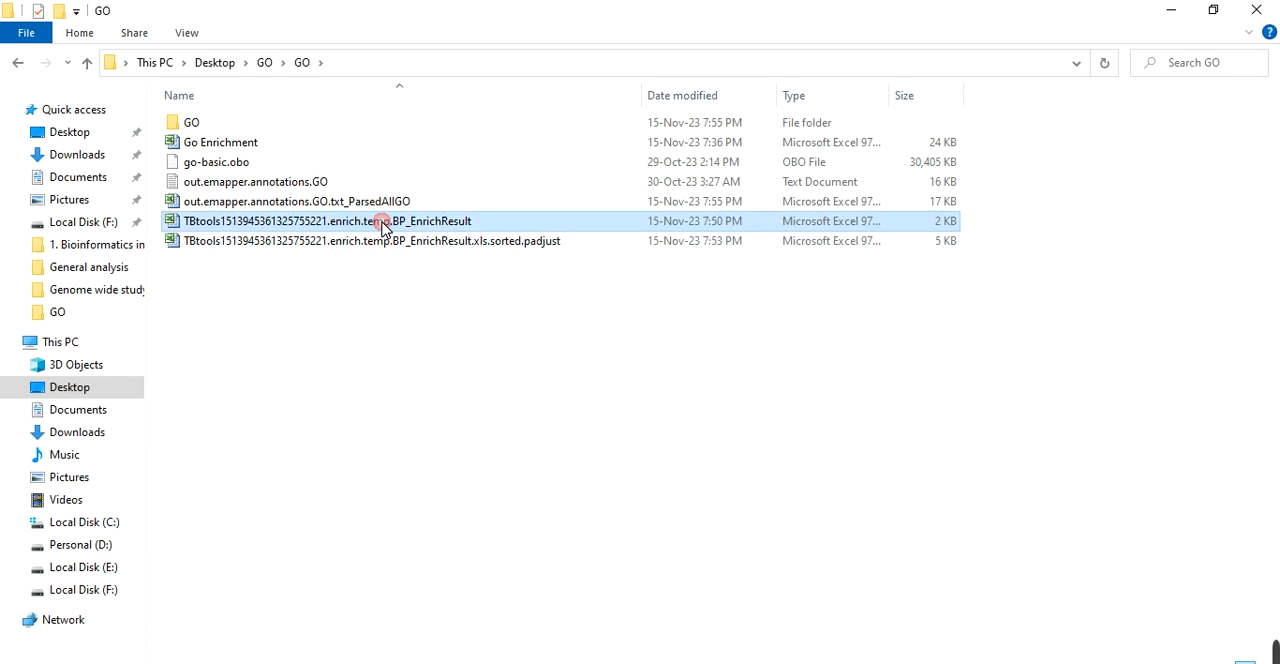 GO
File Home Share View
This PC Desktop GO GO Search GO
Name Date modified Type Size
Quick access
Desktop
Downloads
Documents
Pictures
Local Disk (F:)
1. Bioinformatics in
General analysis
Genome wide study
GO
This PC
3D Objects
Desktop
Documents
Downloads
Music
Pictures
Videos
Local Disk (C:)
Personal (D:)
Local Disk (E:)
Local Disk (F:)
Network
GO 15-Nov-23 7:55 PM File folder
Go Enrichment 15-Nov-23 7:36 PM Microsoft Excel 97... 24 KB
go-basic.obo 29-Oct-23 2:14 PM OBO File 30,405 KB
out.emapper.annotations.GO 30-Oct-23 3:27 AM Text Document 16 KB
out.emapper.annotations.GO.txt_ParsedAllGO 15-Nov-23 7:55 PM Microsoft Excel 97... 17 KB
TBtools1513945361325755221.enrich.temp.BP_EnrichResult 15-Nov-23 7:50 PM Microsoft Excel 97... 2 KB
TBtools1513945361325755221.enrich.temp.BP_EnrichResult.xls.sorted.padjust 15-Nov-23 7:53 PM Microsoft Excel 97... 5 KB